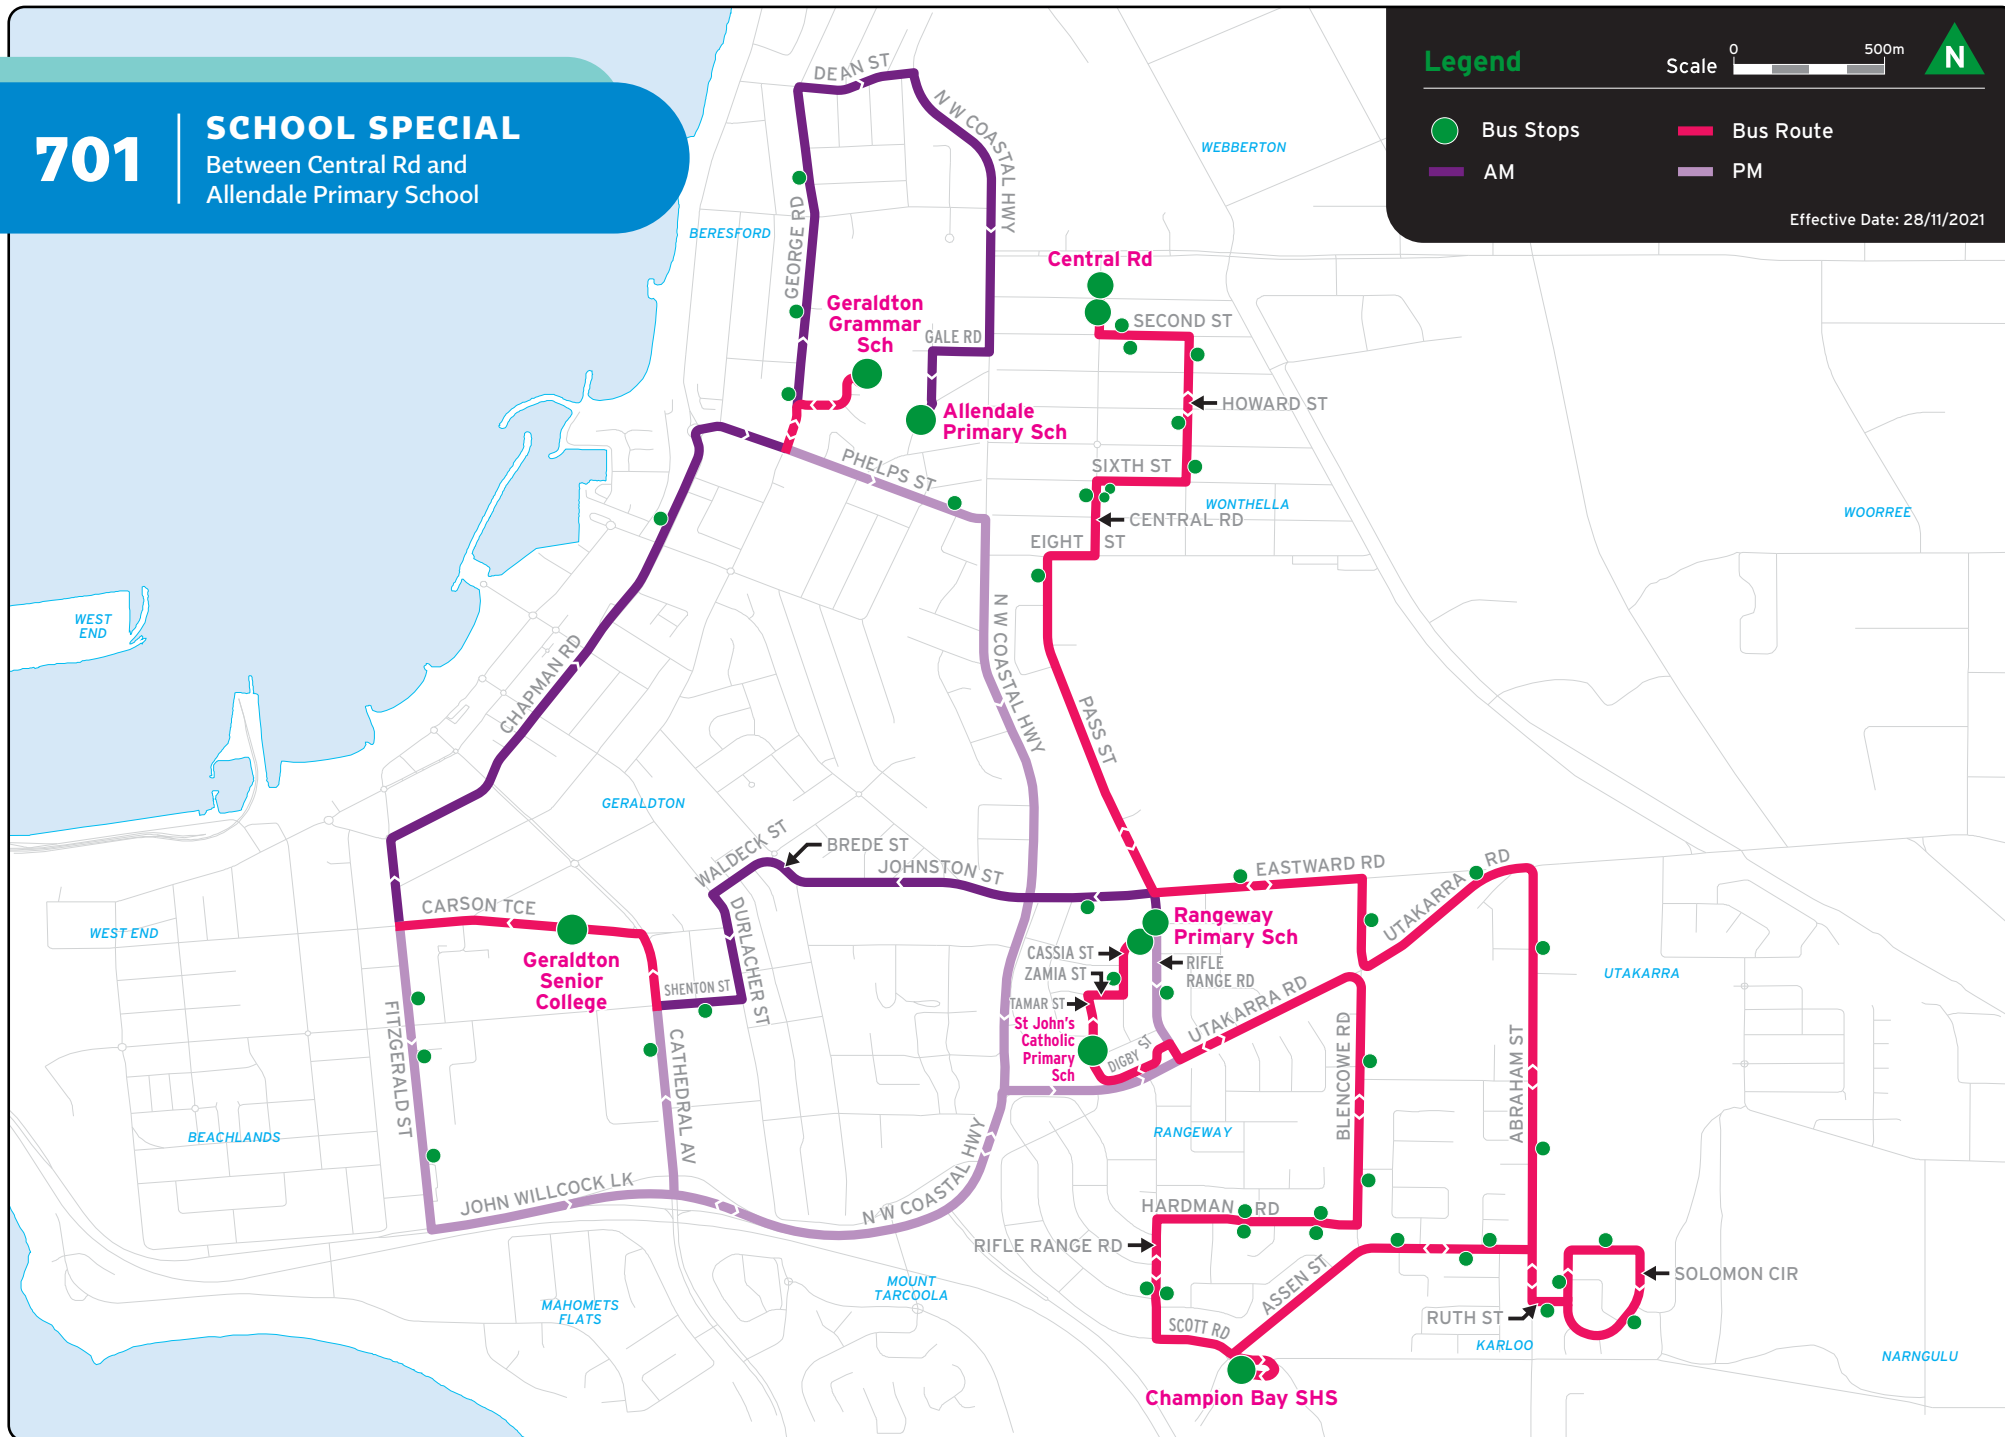 701
SCHOOL SPECIAL
Between Central Rd and
Allendale Primary School
Legend
Scale
0
500m
N
Bus Stops
Bus Route
AM
PM
Effective Date: 28/11/2021
DEAN ST
N W COASTAL HWY
WEBBERTON
BERESFORD
GEORGE RD
Central Rd
Geraldton
Grammar
Sch
SECOND ST
GALE RD
HOWARD ST
Allendale
Primary Sch
PHELPS ST
SIXTH ST
WONTHELLA
WOORREE
CENTRAL RD
EIGHT ST
WEST
END
N W COASTAL HWY
CHAPMAN RD
PASS ST
GERALDTON
WALDECK ST
BREDE ST
JOHNSTON ST
EASTWARD RD
UTAKARRA RD
CARSON TCE
WEST END
Geraldton
Senior
College
DURLACHER ST
SHENTON ST
Rangeway
Primary Sch
CASSIA ST
ZAMIA ST
RIFLE
RANGE RD
TAMAR ST
UTAKARRA
St John's
Catholic
Primary
Sch
DIGBY ST
UTAKARRA RD
FITZGERALD ST
CATHEDRAL AV
BLENCOWE RD
ABRAHAM ST
BEACHLANDS
RANGEWAY
JOHN WILLCOCK LK
N W COASTAL HWY
HARDMAN RD
RIFLE RANGE RD
ASSEN ST
SOLOMON CIR
MOUNT
TARCOOLA
MAHOMETS
FLATS
SCOTT RD
RUTH ST
KARLOO
NARNGULU
Champion Bay SHS